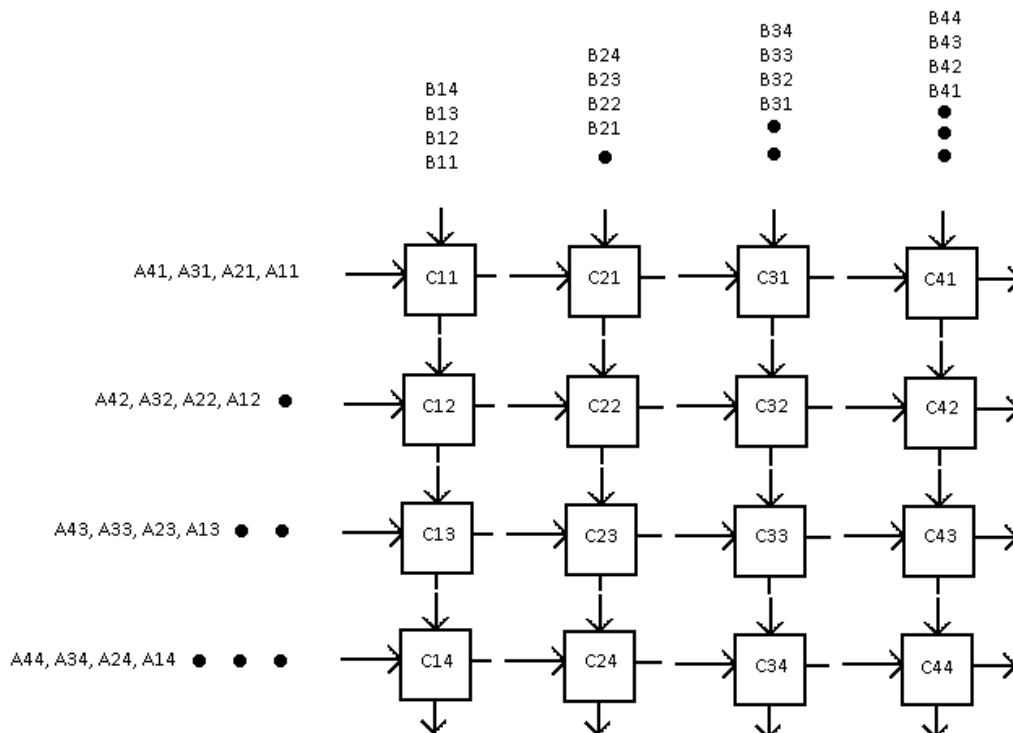 B44
B43
B42
B41
B34
B33
B32
B31
B24
B23
B22
B21
B14
B13
B12
B11
A41, A31, A21, A11
C11
C21
C31
C41
A42, A32, A22, A12
C12
C22
C32
C42
A43, A33, A23, A13
C13
C23
C33
C43
A44, A34, A24, A14
C14
C24
C34
C44